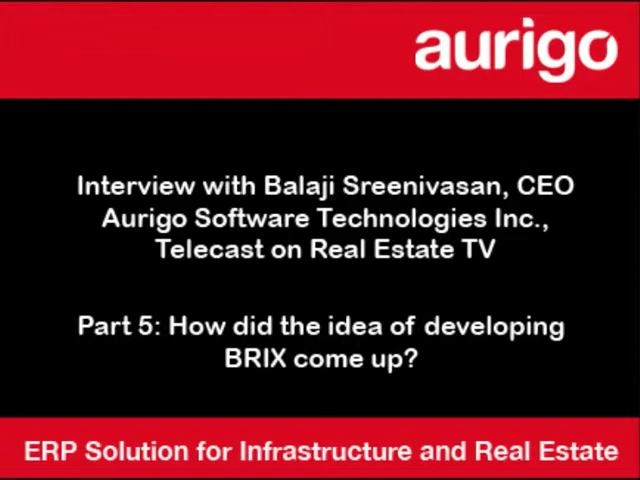 aurigo
Interview with Balaji Sreenivasan, CEO
Aurigo Software Technologies Inc.,
Telecast on Real Estate TV
Part 5: How did the idea of developing
BRIX come up?
ERP Solution for Infrastructure and Real Estate